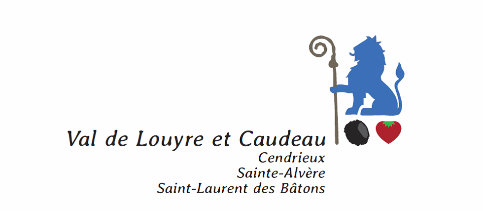 Val de Louyre et Caudeau
Cendrieux
Sainte-Alvère
Saint-Laurent des Bâtons